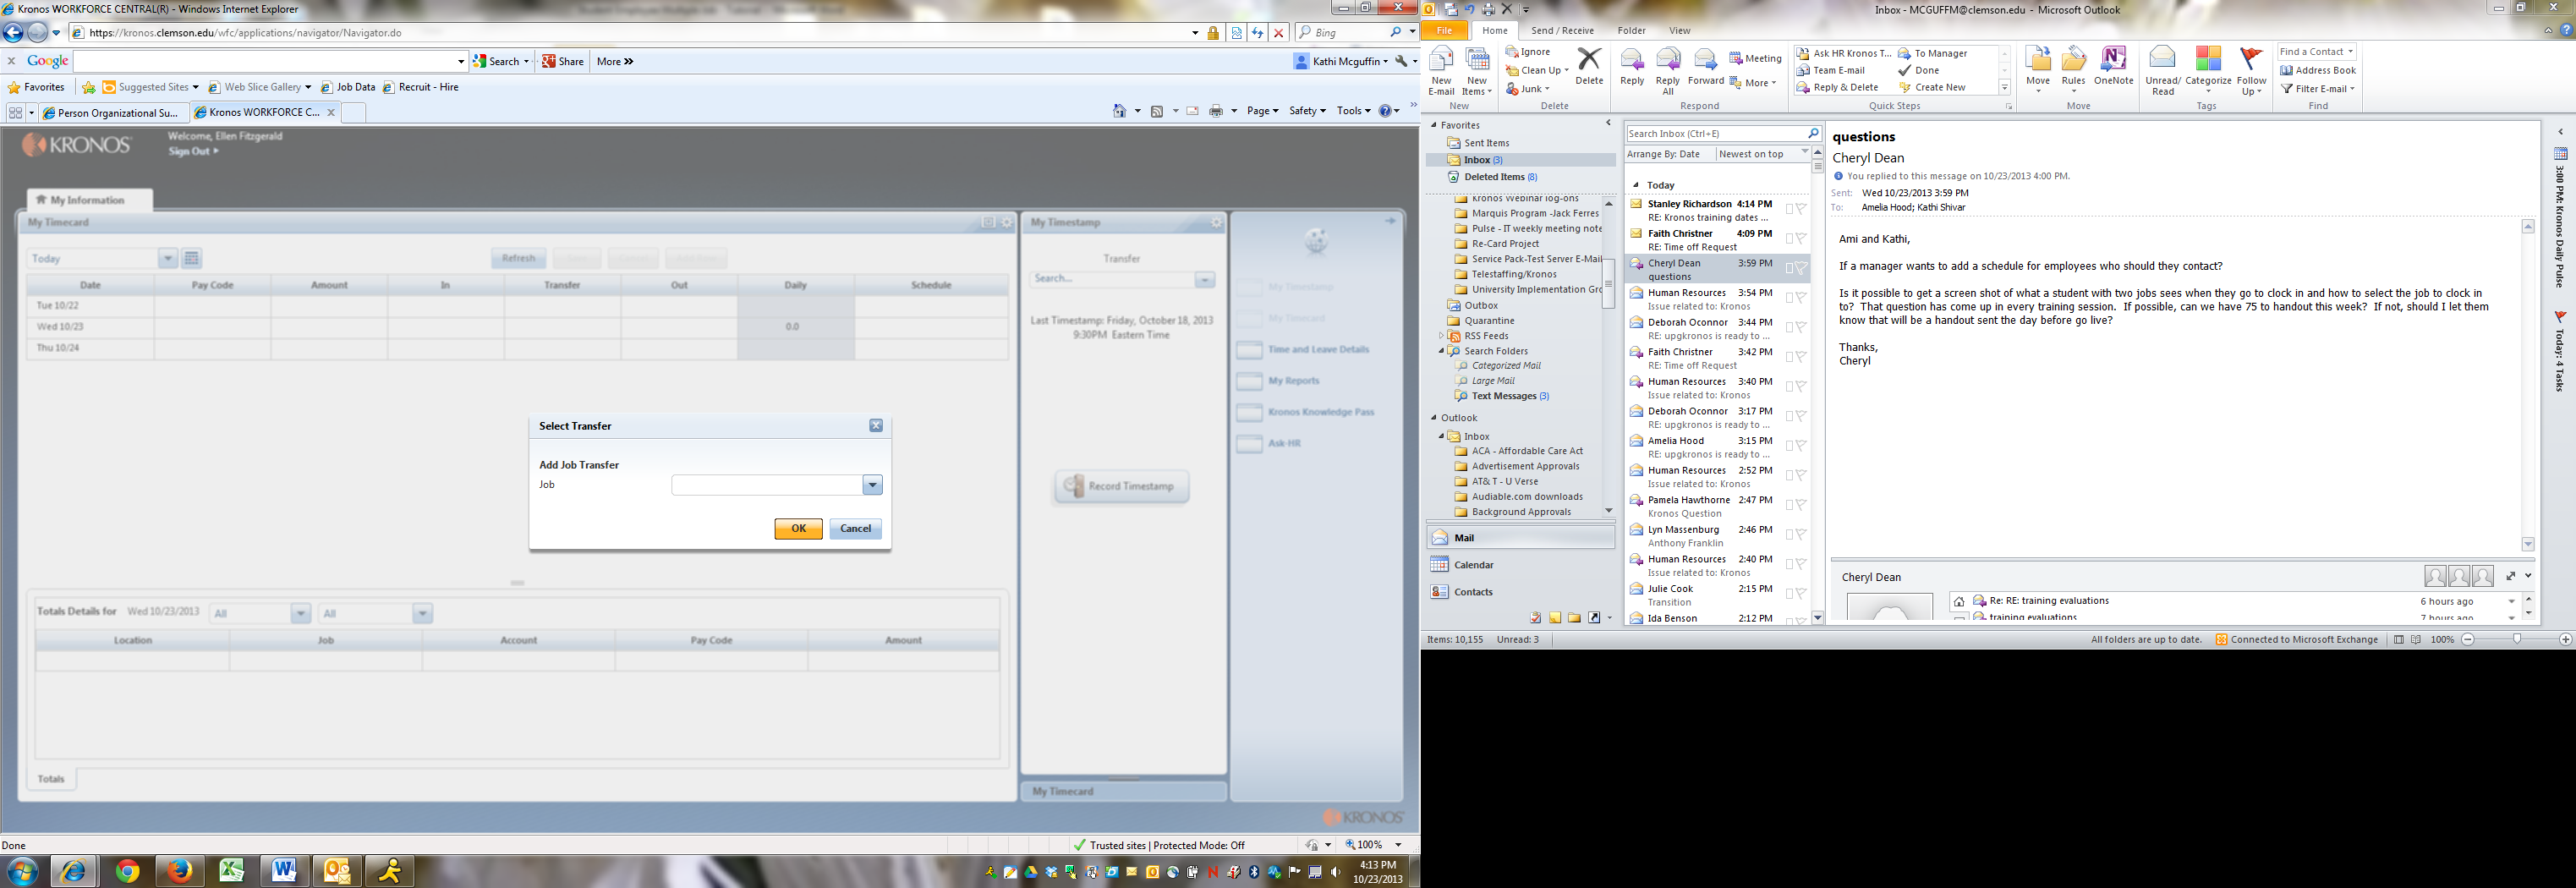 Kronos WORKFORCE CENTRAL(R) - Windows Internet Explorer
https://kronos.clemson.edu/wfc/applications/navigator/Navigator.do
Bing
Google
Search
Share
More »
Kathi Mcguffin
Favorites
Suggested Sites
Web Slice Gallery
Job Data
Recruit - Hire
Person Organizational Su...
Kronos WORKFORCE C...
Page
Safety
Tools
KRONOS
Welcome, Ellen Fitzgerald
Sign Out
My Information
My Timecard
Today
Refresh
Date Pay Code Amount In Transfer Out Daily Schedule
Tue 10/22
Wed 10/23 0.0
Thu 10/24
Select Transfer
Add Job Transfer
Job
OK Cancel
Totals Details for Wed 10/23/2013 All All
Location Job Account Pay Code Amount
Totals
My Timestamp
Transfer
Search...
Last Timestamp: Friday, October 18, 2013
9:30PM Eastern Time
Record Timestamp
My Timecard
My Timestamp
My Timecard
Time and Leave Details
My Reports
Kronos Knowledge Pass
Ask-HR
KRONOS
Done
Trusted sites | Protected Mode: Off
100%
4:13 PM
10/23/2013
Inbox - MCGUFFM@clemson.edu - Microsoft Outlook
File Home Send / Receive Folder View
New E-mail
New Items
New
Ignore
Clean Up
Junk
Delete
Delete
Reply
Reply All
Forward
Meeting
More
Respond
Ask HR Kronos T...
Team E-mail
Reply & Delete
To Manager
Done
Create New
Quick Steps
Move
Rules
OneNote
Move
Unread/ Read
Categorize
Follow Up
Tags
Find a Contact
Address Book
Filter E-mail
Find
Favorites
Sent Items
Inbox (3)
Deleted Items (8)
Kronos Webinar log-ons
Marquis Program -Jack Ferres
Pulse - IT weekly meeting note
Re-Card Project
Service Pack-Test Server E-Mail
Telestaffing/Kronos
University Implementation Gro
Outbox
Quarantine
RSS Feeds
Search Folders
Categorized Mail
Large Mail
Text Messages (3)
Outlook
Inbox
ACA - Affordable Care Act
Advertisement Approvals
AT& T - U Verse
Audiable.com downloads
Background Approvals
Mail
Calendar
Contacts
Search Inbox (Ctrl+E)
Arrange By: Date Newest on top
Today
Stanley Richardson 4:14 PM
RE: Kronos training dates ...
Faith Christner 4:09 PM
RE: Time off Request
Cheryl Dean 3:59 PM
questions
Human Resources 3:54 PM
Issue related to: Kronos
Deborah Oconnor 3:44 PM
RE: upgkronos is ready to ...
Faith Christner 3:42 PM
RE: Time off Request
Human Resources 3:40 PM
Issue related to: Kronos
Deborah Oconnor 3:17 PM
RE: upgkronos is ready to ...
Amelia Hood 3:15 PM
RE: upgkronos is ready to ...
Human Resources 2:52 PM
Issue related to: Kronos
Pamela Hawthorne 2:47 PM
Kronos Question
Lyn Massenburg 2:46 PM
Anthony Franklin
Human Resources 2:40 PM
Issue related to: Kronos
Julie Cook 2:15 PM
Transition
Ida Benson 2:12 PM
questions
Cheryl Dean
You replied to this message on 10/23/2013 4:00 PM.
Sent: Wed 10/23/2013 3:59 PM
To: Amelia Hood; Kathi Shivar
Ami and Kathi,
If a manager wants to add a schedule for employees who should they contact?
Is it possible to get a screen shot of what a student with two jobs sees when they go to clock in and how to select the job to clock in
to? That question has come up in every training session. If possible, can we have 75 to handout this week? If not, should I let them
know that will be a handout sent the day before go live?
Thanks,
Cheryl
Cheryl Dean
Re: RE: training evaluations 6 hours ago
training evaluations 7 hours ago
3:00 PM: Kronos Daily Pulse
Today: 4 Tasks
Items: 10,155 Unread: 3
All folders are up to date. Connected to Microsoft Exchange 100%